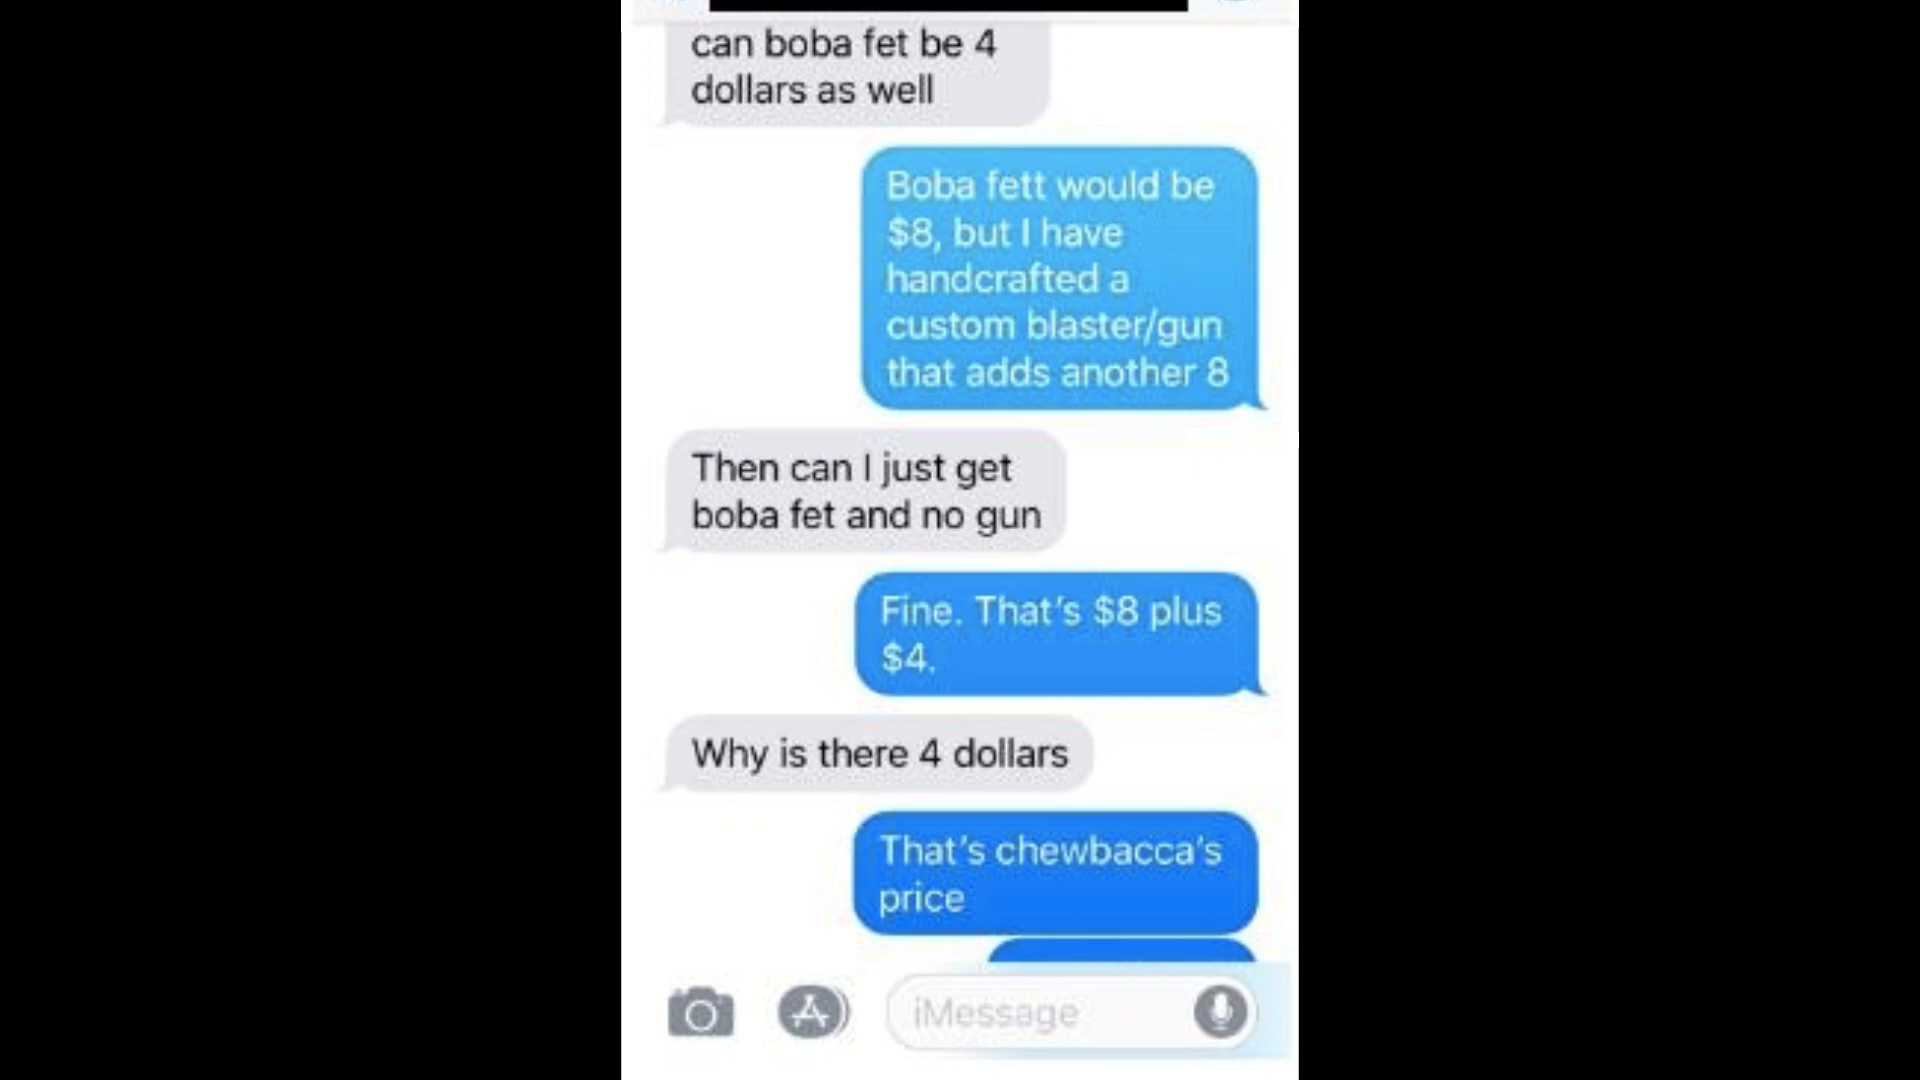 can boba fet be 4
dollars as well
Boba fett would be
$8, but I have
handcrafted a
custom blaster/gun
that adds another 8
Then can I just get
boba fet and no gun
Fine. That’s $8 plus
$4.
Why is there 4 dollars
That’s chewbacca’s
price
iMessage